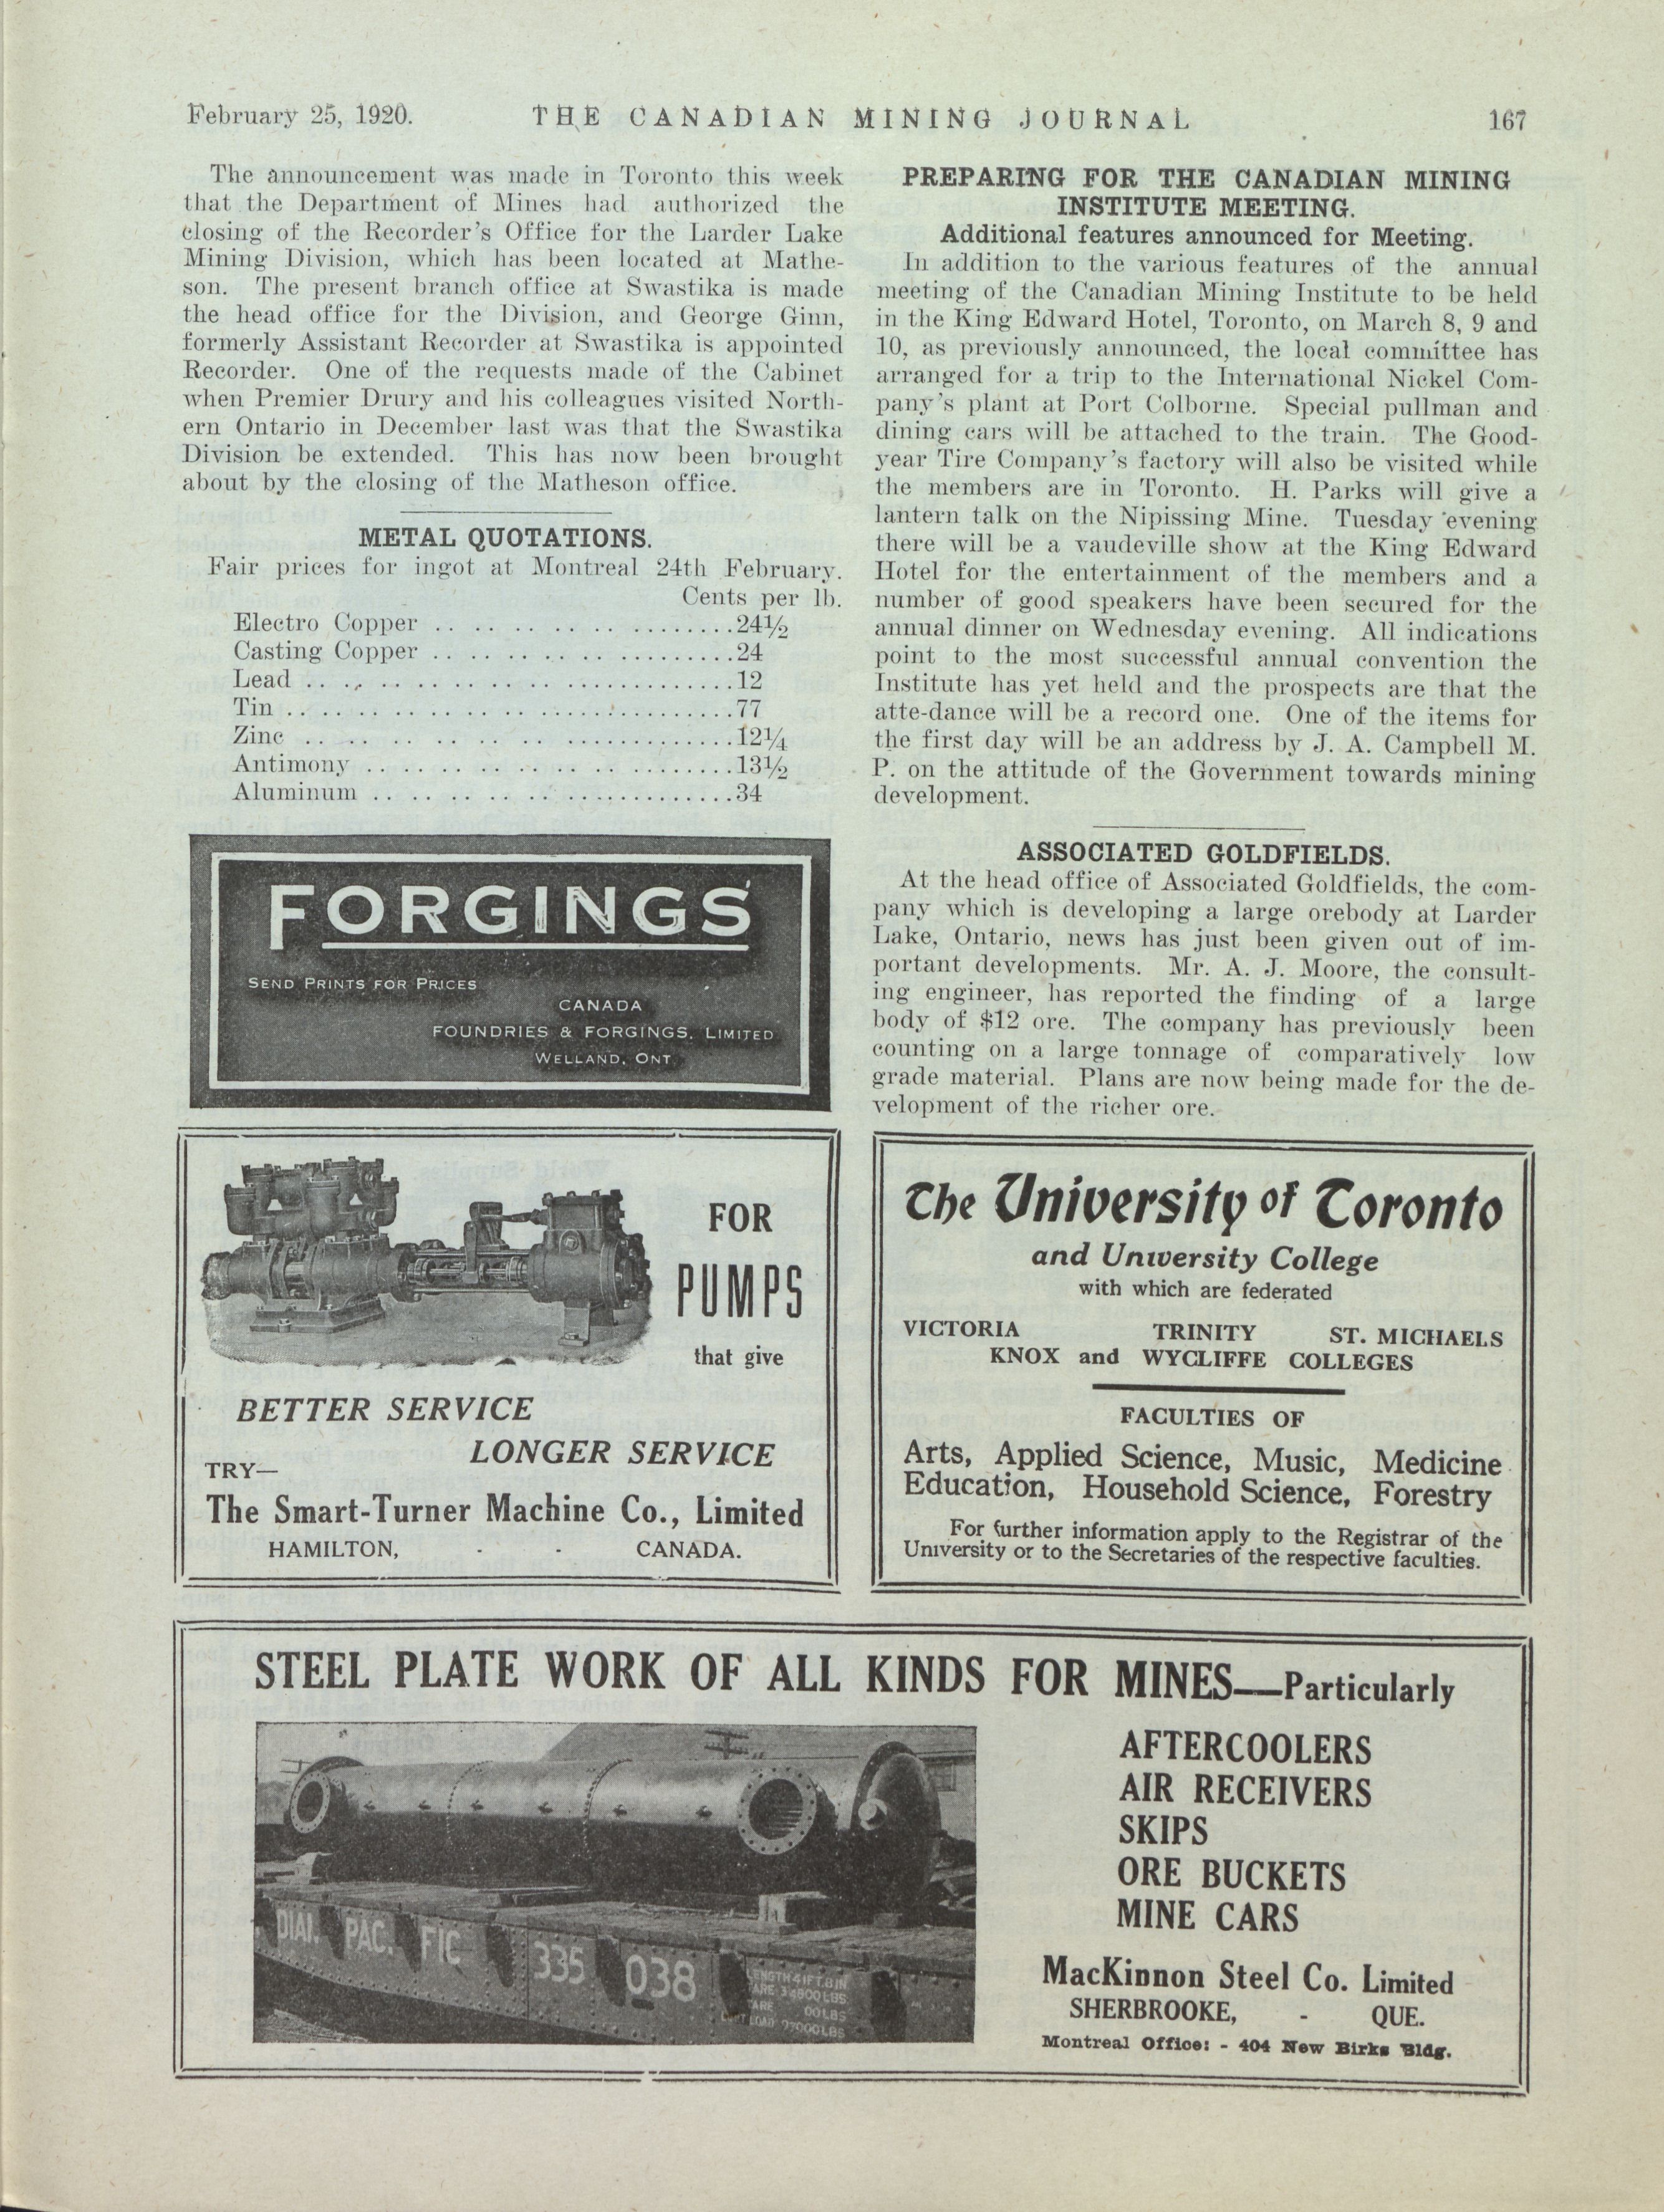 February 25, 1920.
THE CANADIAN MINING JOURNAL
167
The announcement was made in Toronto this week
that the Department of Mines had authorized the
closing of the Recorder's Office for the Larder Lake
Mining Division, which has been located at Mathe-
son. The present branch office at Swastika is made
the head office for the Division, and George Ginn,
formerly Assistant Recorder at Swastika is appointed
Recorder. One of the requests made of the Cabinet
when Premier Drury and his colleagues visited North-
ern Ontario in December last was that the Swastika
Division be extended. This has now been brought
about by the closing of the Matheson office.
METAL QUOTATIONS.
Fair prices for ingot at Montreal 24th February.
Cents per lb.
Electro Copper .. .. .. .. .. .. ........24½
Casting Copper .. .. .. .. .. .. ........24
Lead .. .. .. .. .. .. .. .. ............12
Tin .. .. .. .. .. .. .. .. .............77
Zinc .. .. .. .. .. .. .. ..............12¼
Antimony .. .. .. .. .. .. .. ..........13½
Aluminum .. .. .. .. .. .. ............34
FORGINGS
SEND PRINTS FOR PRICES
CANADA
FOUNDRIES & FORGINGS, LIMITED
WELLAND, ONT.
FOR
PUMPS
that give
BETTER SERVICE
LONGER SERVICE
TRY—
The Smart-Turner Machine Co., Limited
HAMILTON, - - CANADA.
PREPARING FOR THE CANADIAN MINING
INSTITUTE MEETING.
Additional features announced for Meeting.
In addition to the various features of the annual
meeting of the Canadian Mining Institute to be held
in the King Edward Hotel, Toronto, on March 8, 9 and
10, as previously announced, the local committee has
arranged for a trip to the International Nickel Com-
pany's plant at Port Colborne. Special pullman and
dining cars will be attached to the train. The Good-
year Tire Company's factory will also be visited while
the members are in Toronto. H. Parks will give a
lantern talk on the Nipissing Mine. Tuesday evening
there will be a vaudeville show at the King Edward
Hotel for the entertainment of the members and a
number of good speakers have been secured for the
annual dinner on Wednesday evening. All indications
point to the most successful annual convention the
Institute has yet held and the prospects are that the
atte-dance will be a record one. One of the items for
the first day will be an address by J. A. Campbell M.
P. on the attitude of the Government towards mining
development.
ASSOCIATED GOLDFIELDS.
At the head office of Associated Goldfields, the com-
pany which is developing a large orebody at Larder
Lake, Ontario, news has just been given out of im-
portant developments. Mr. A. J. Moore, the consult-
ing engineer, has reported the finding of a large
body of $12 ore. The company has previously been
counting on a large tonnage of comparatively low
grade material. Plans are now being made for the de-
velopment of the richer ore.
The University of Toronto
and University College
with which are federated
VICTORIA TRINITY ST. MICHAELS
KNOX and WYCLIFFE COLLEGES
FACULTIES OF
Arts, Applied Science, Music, Medicine
Education, Household Science, Forestry
For further information apply to the Registrar of the
University or to the Secretaries of the respective faculties.
STEEL PLATE WORK OF ALL KINDS FOR MINES—Particularly
DIAN PAC. FIC 335 038
LENGTH 41 FT. 8 IN.
00 LBS
AFTERCOOLERS
AIR RECEIVERS
SKIPS
ORE BUCKETS
MINE CARS
MacKinnon Steel Co. Limited
SHERBROOKE, - QUE.
Montreal Office: - 404 New Birks Bldg.